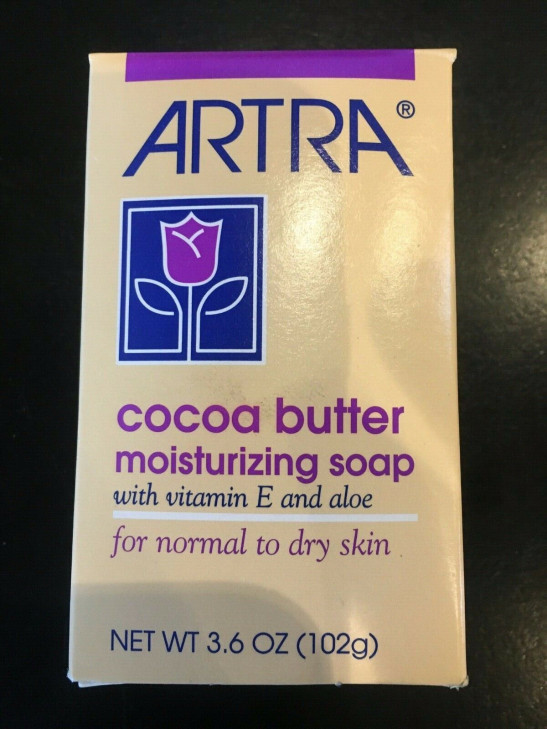 ARTRA®
cocoa butter
moisturizing soap
with vitamin E and aloe
for normal to dry skin
NET WT 3.6 OZ (102g)